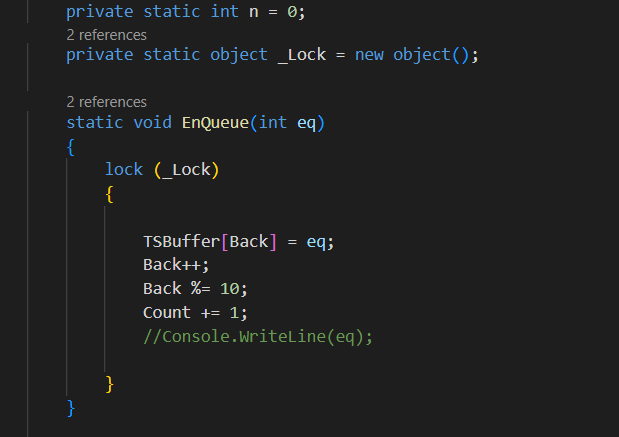 private static int n = 0;
2 references
private static object _Lock = new object();
2 references
static void EnQueue(int eq)
{
lock (_Lock)
{
TSBuffer[Back] = eq;
Back++;
Back %= 10;
Count += 1;
//Console.WriteLine(eq);
}
}